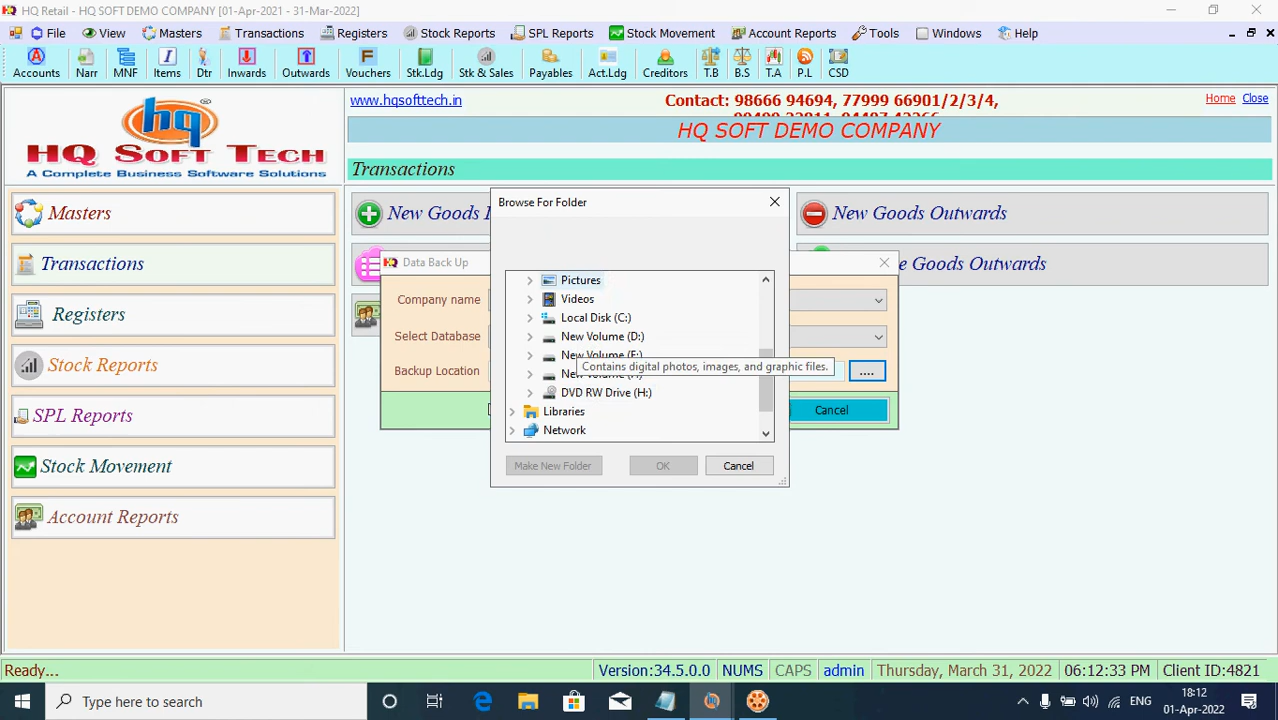 HQ Retail - HQ SOFT DEMO COMPANY [01-Apr-2021 - 31-Mar-2022]
File View Masters Transactions Registers Stock Reports SPL Reports Stock Movement Account Reports Tools Windows Help
Accounts Narr MNF Items Dtr Inwards Outwards Vouchers Stk.Ldg Stk & Sales Payables Act.Ldg Creditors T.B B.S T.A P.L CSD
hq
HQ SOFT TECH
A Complete Business Software Solutions
www.hqsofttech.in
Contact: 98666 94694, 77999 66901/2/3/4,
Home Close
HQ SOFT DEMO COMPANY
Transactions
Masters
Transactions
Registers
Stock Reports
SPL Reports
Stock Movement
Account Reports
New Goods
New Goods Outwards
Goods Outwards
Data Back Up
Company name
Select Database
Backup Location
....
Cancel
Browse For Folder
Pictures
Videos
Local Disk (C:)
New Volume (D:)
New Volume
Contains digital photos, images, and graphic files.
DVD RW Drive (H:)
Libraries
Network
Make New Folder OK Cancel
Ready... Version:34.5.0.0 NUMS CAPS admin Thursday, March 31, 2022 06:12:33 PM Client ID:4821
Type here to search
ENG
18:12
01-Apr-2022